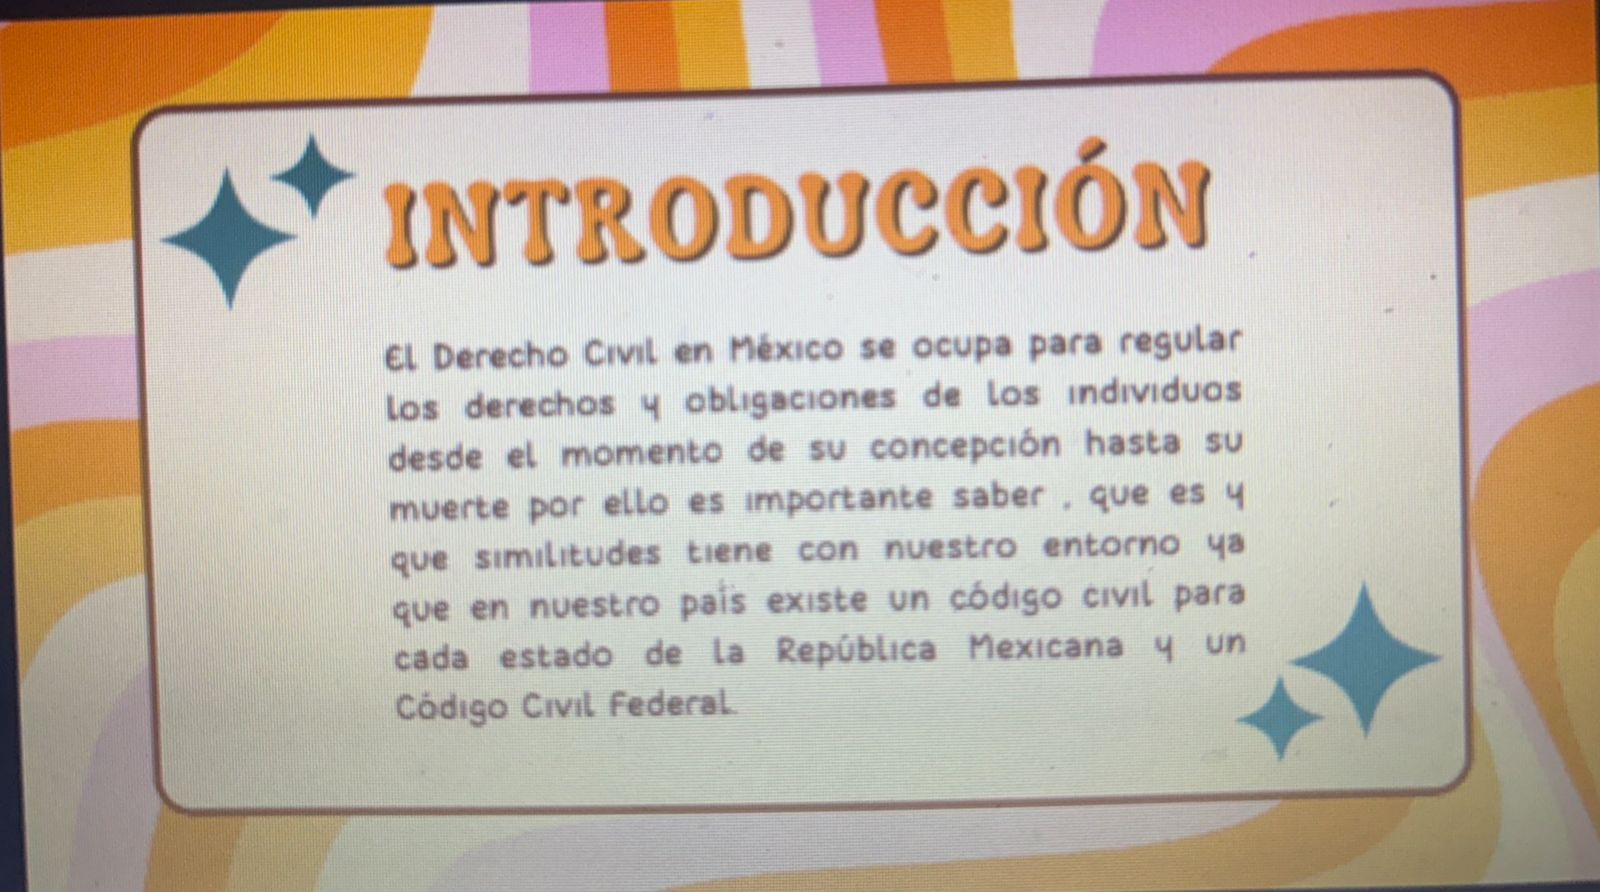 INTRODUCCIÓN
El Derecho Civil en México se ocupa para regular
los derechos y obligaciones de los individuos
desde el momento de su concepción hasta su
muerte por ello es importante saber , que es y
que similitudes tiene con nuestro entorno ya
que en nuestro país existe un código civil para
cada estado de la República Mexicana y un
Código Civil Federal.